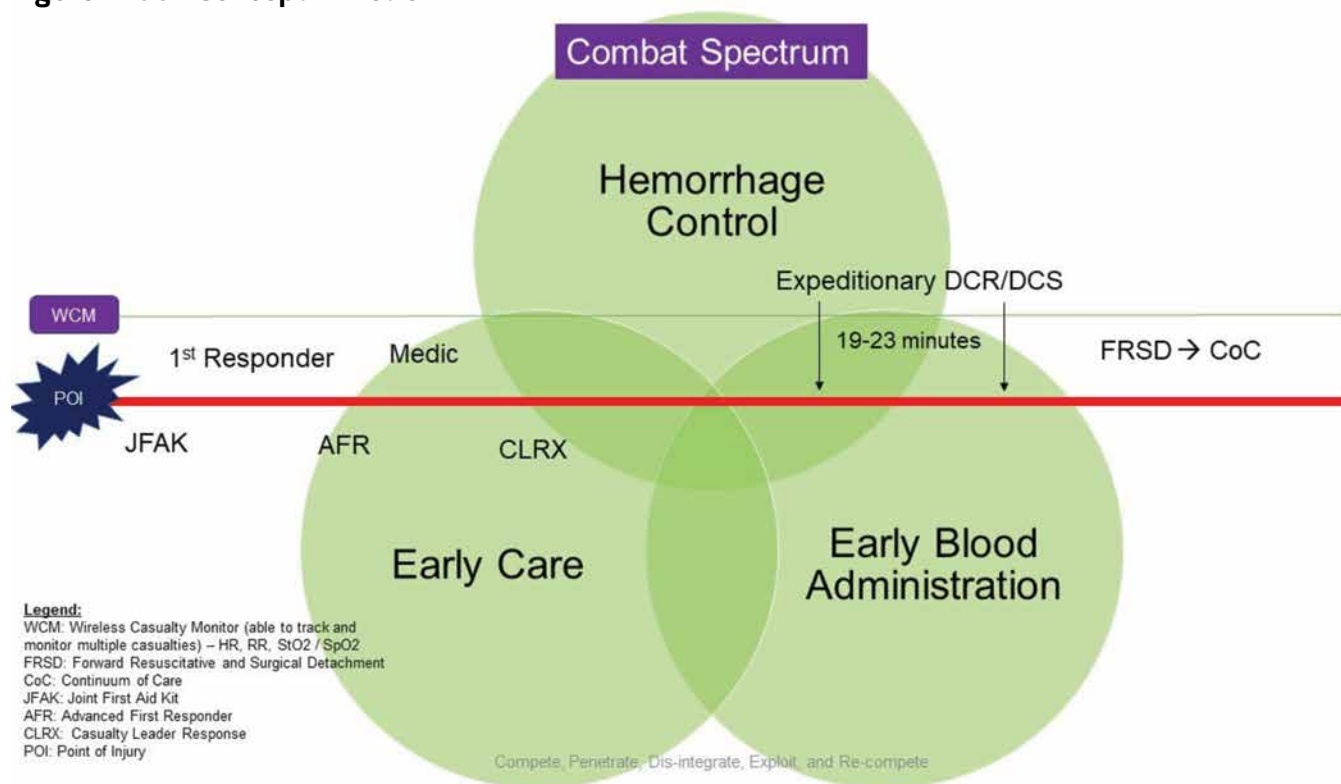 Combat Spectrum
Hemorrhage
Control
Expeditionary DCR/DCS
WCM
1st Responder
Medic
19-23 minutes
FRSD → CoC
POI
JFAK
AFR
CLRX
Early Care
Early Blood
Administration
Legend:
WCM: Wireless Casualty Monitor (able to track and
monitor multiple casualties) – HR, RR, StO2 / SpO2
FRSD: Forward Resuscitative and Surgical Detachment
CoC: Continuum of Care
JFAK: Joint First Aid Kit
AFR: Advanced First Responder
CLRX: Casualty Leader Response
POI: Point of Injury
Compete, Penetrate, Dis-integrate, Exploit, and Re-compete